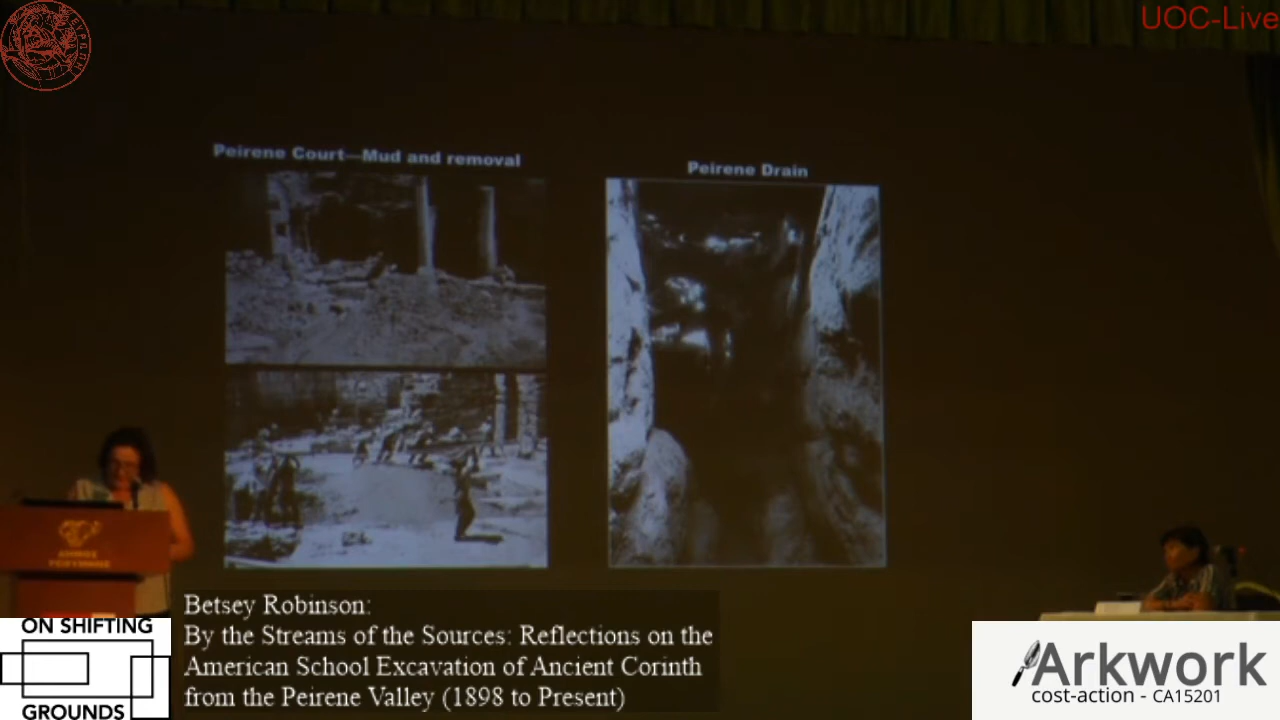 UOC-Live
Peirene Court—Mud and removal
Peirene Drain
Betsey Robinson:
By the Streams of the Sources: Reflections on the
American School Excavation of Ancient Corinth
from the Peirene Valley (1898 to Present)
ON SHIFTING
GROUNDS
Arkwork
cost-action - CA15201